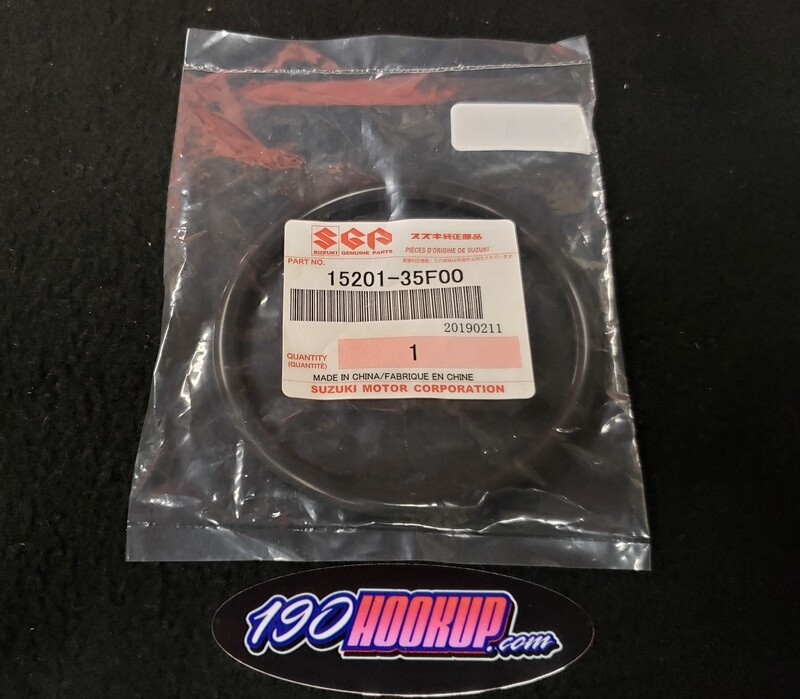 SGP
SUZUKI GENUINE PARTS
スズキ純正部品
PIÈCES D'ORIGINE DE SUZUKI
PART NO.
15201-35F00
20190211
QUANTITY
(QUANTITÉ)
1
MADE IN CHINA/FABRIQUE EN CHINE
SUZUKI MOTOR CORPORATION
190HOOKUP.com